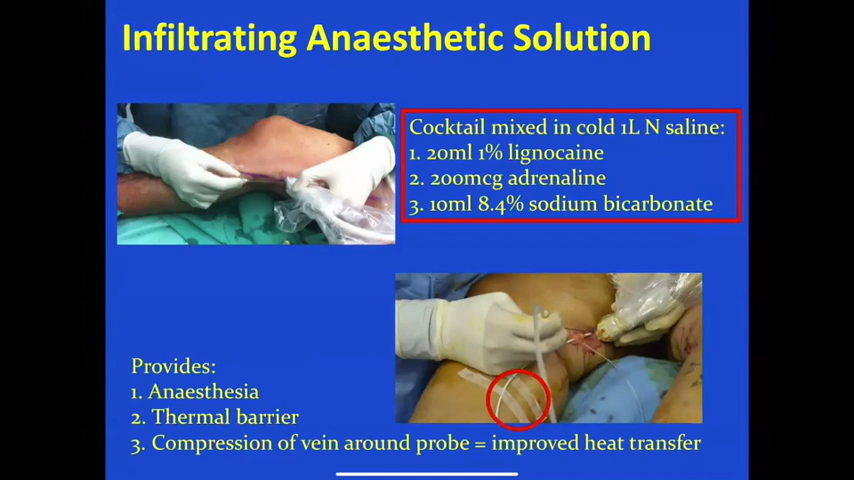 Infiltrating Anaesthetic Solution
Cocktail mixed in cold 1L N saline:
1. 20ml 1% lignocaine
2. 200mcg adrenaline
3. 10ml 8.4% sodium bicarbonate
Provides:
1. Anaesthesia
2. Thermal barrier
3. Compression of vein around probe = improved heat transfer